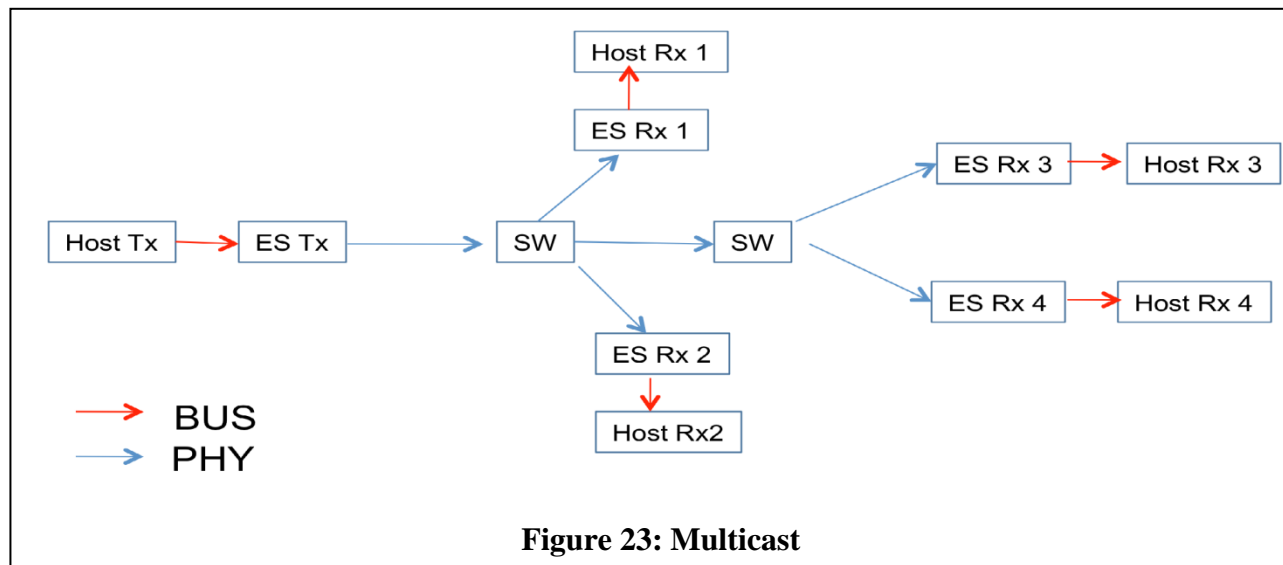 Host Rx 1
ES Rx 1
ES Rx 3
Host Rx 3
Host Tx
ES Tx
SW
SW
ES Rx 4
Host Rx 4
ES Rx 2
Host Rx2
BUS
PHY
Figure 23: Multicast